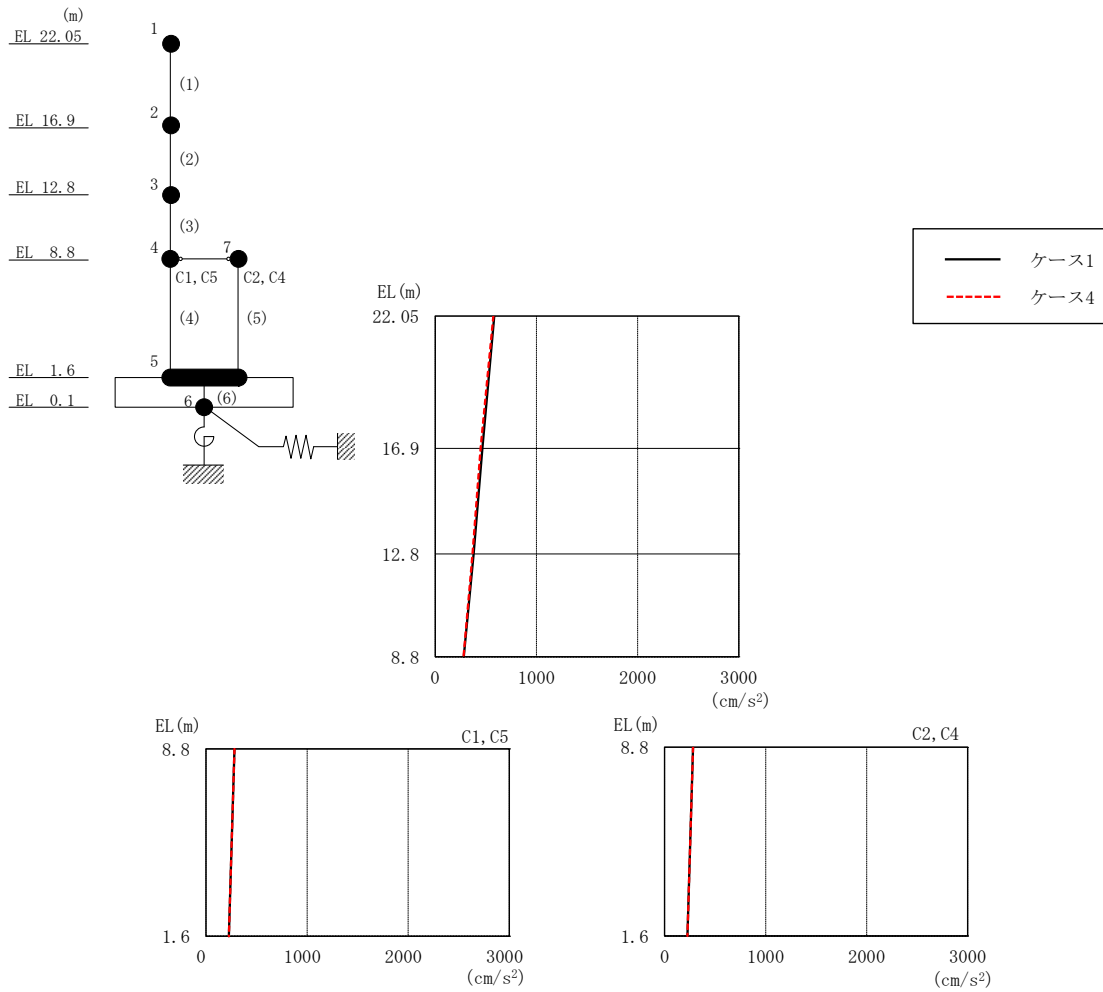 (m)
EL 22.05
EL 16.9
EL 12.8
EL 8.8
EL 1.6
EL 0.1
1
(1)
2
(2)
3
(3)
4
7
C1,C5
C2,C4
(4)
(5)
5
6
(6)
ケース1
ケース4
EL(m)
22.05
16.9
12.8
8.8
0 1000 2000 3000
(cm/s²)
EL(m)
C1,C5
8.8
1.6
0 1000 2000 3000
(cm/s²)
EL(m)
C2,C4
8.8
1.6
0 1000 2000 3000
(cm/s²)